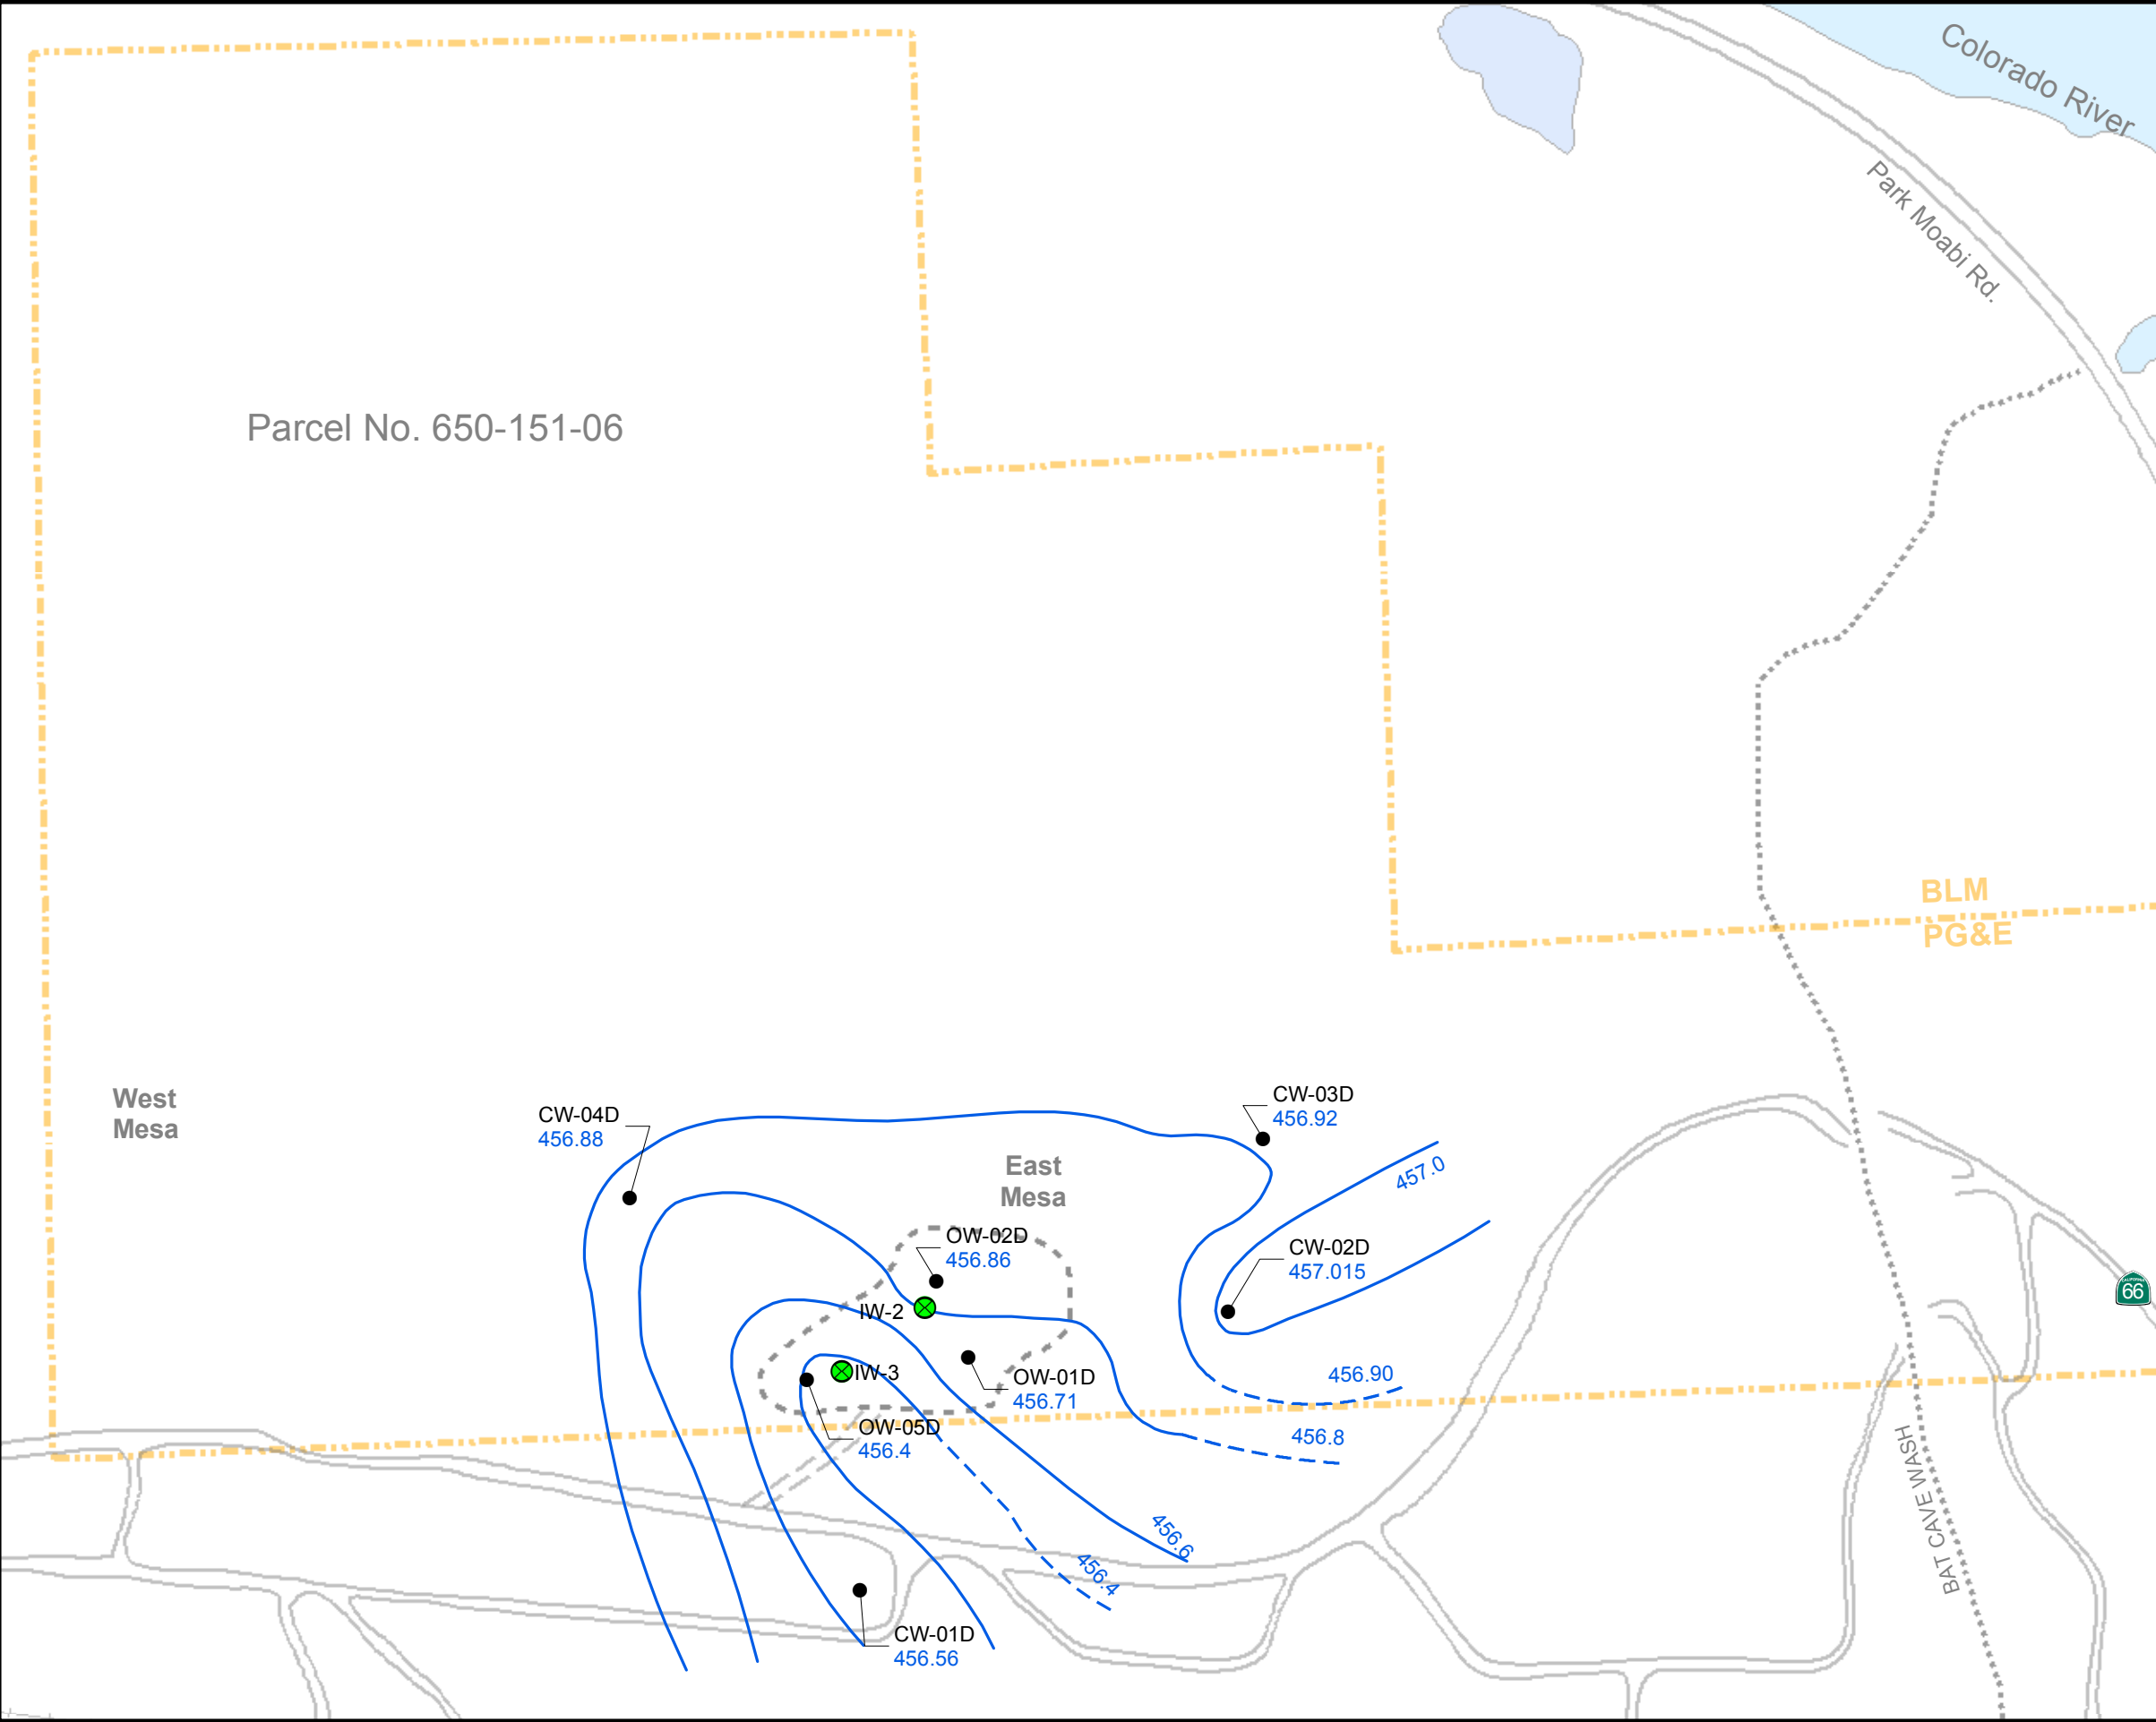 Colorado River
Park Moabi Rd.
Parcel No. 650-151-06
BLM
PG&E
West
Mesa
CW-04D
456.88
CW-03D
456.92
East
Mesa
457.0
OW-02D
456.86
CW-02D
457.015
IW-2
66
IW-3
OW-01D
456.71
456.90
OW-05D
456.4
456.8
BAT CAVE WASH
456.6
456.4
CW-01D
456.56